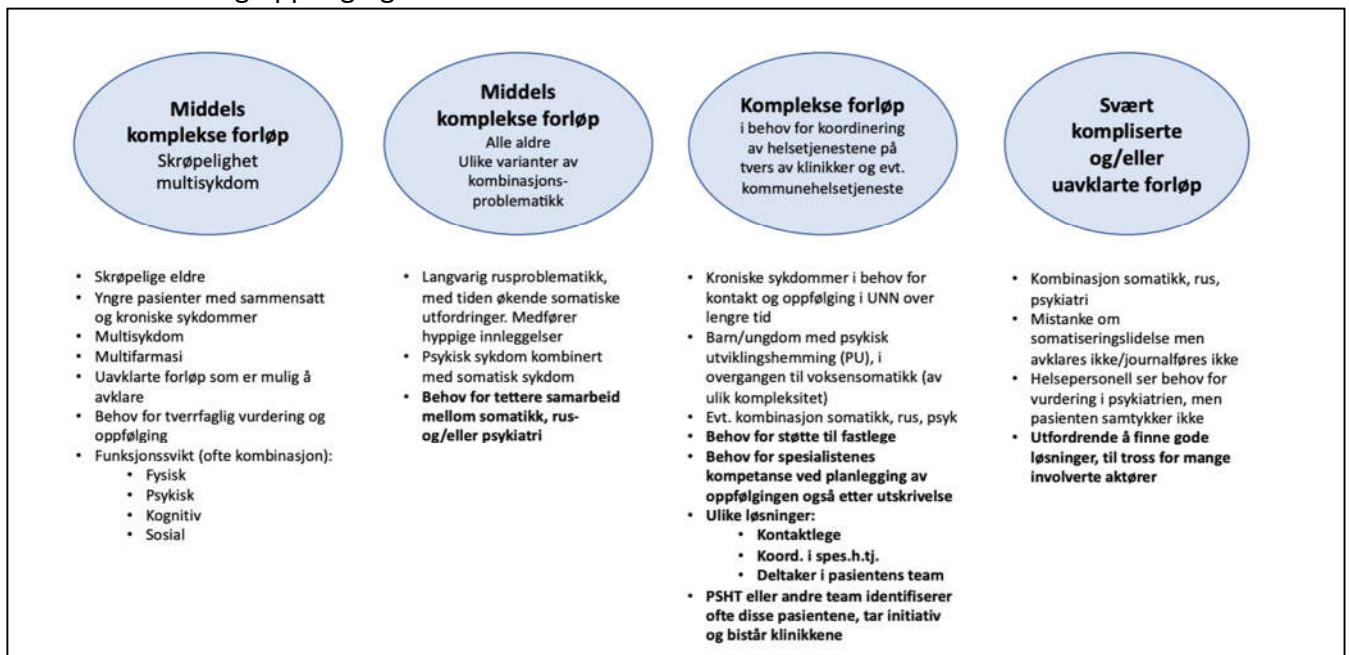 Middels
komplekse forløp
Skrøpelighet
multisykdom
• Skrøpelige eldre
• Yngre pasienter med sammensatt
og kroniske sykdommer
• Multisykdom
• Multifarmasi
• Uavklarte forløp som er mulig å
avklare
• Behov for tverrfaglig vurdering og
oppfølging
• Funksjonssvikt (ofte kombinasjon):
• Fysisk
• Psykisk
• Kognitiv
• Sosial
Middels
komplekse forløp
Alle aldre
Ulike varianter av
kombinasjons-
problematikk
• Langvarig rusproblematikk,
med tiden økende somatiske
utfordringer. Medfører
hyppige innleggelser
• Psykisk sykdom kombinert
med somatisk sykdom
• Behov for tettere samarbeid
mellom somatikk, rus-
og/eller psykiatri
Komplekse forløp
i behov for koordinering
av helsetjenestene på
tvers av klinikker og evt.
kommunehelsetjeneste
• Kroniske sykdommer i behov for
kontakt og oppfølging i UNN over
lengre tid
• Barn/ungdom med psykisk
utviklingshemming (PU), i
overgangen til voksensomatikk (av
ulik kompleksitet)
• Evt. kombinasjon somatikk, rus, psyk
• Behov for støtte til fastlege
• Behov for spesialistenes
kompetanse ved planlegging av
oppfølgingen også etter utskrivelse
• Ulike løsninger:
• Kontaktlege
• Koord. i spes.h.tj.
• Deltaker i pasientens team
• PSHT eller andre team identifiserer
ofte disse pasientene, tar initiativ
og bistår klinikkene
Svært
kompliserte
og/eller
uavklarte forløp
• Kombinasjon somatikk, rus,
psykiatri
• Mistanke om
somatiseringslidelse men
avklares ikke/journalføres ikke
• Helsepersonell ser behov for
vurdering i psykiatrien, men
pasienten samtykker ikke
• Utfordrende å finne gode
løsninger, til tross for mange
involverte aktører